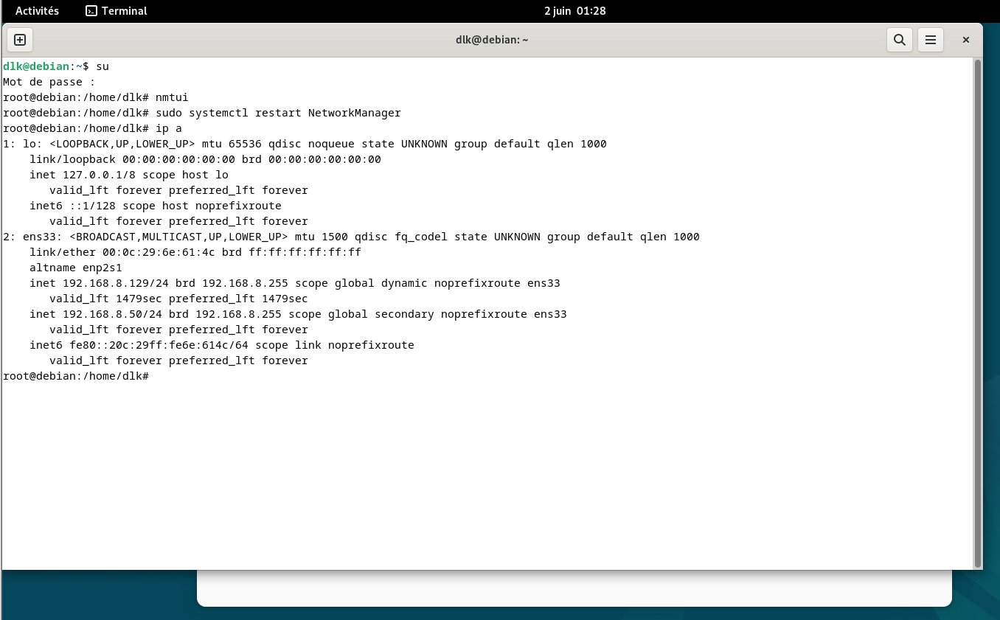 Activités Terminal 2 juin 01:28
dlk@debian: ~
dlk@debian:~$ su
Mot de passe :
root@debian:/home/dlk# nmtui
root@debian:/home/dlk# sudo systemctl restart NetworkManager
root@debian:/home/dlk# ip a
1: lo: <LOOPBACK,UP,LOWER_UP> mtu 65536 qdisc noqueue state UNKNOWN group default qlen 1000
    link/loopback 00:00:00:00:00:00 brd 00:00:00:00:00:00
    inet 127.0.0.1/8 scope host lo
       valid_lft forever preferred_lft forever
    inet6 ::1/128 scope host noprefixroute
       valid_lft forever preferred_lft forever
2: ens33: <BROADCAST,MULTICAST,UP,LOWER_UP> mtu 1500 qdisc fq_codel state UNKNOWN group default qlen 1000
    link/ether 00:0c:29:6e:61:4c brd ff:ff:ff:ff:ff:ff
    altname enp2s1
    inet 192.168.8.129/24 brd 192.168.8.255 scope global dynamic noprefixroute ens33
       valid_lft 1479sec preferred_lft 1479sec
    inet 192.168.8.50/24 brd 192.168.8.255 scope global secondary noprefixroute ens33
       valid_lft forever preferred_lft forever
    inet6 fe80::20c:29ff:fe6e:614c/64 scope link noprefixroute
       valid_lft forever preferred_lft forever
root@debian:/home/dlk#